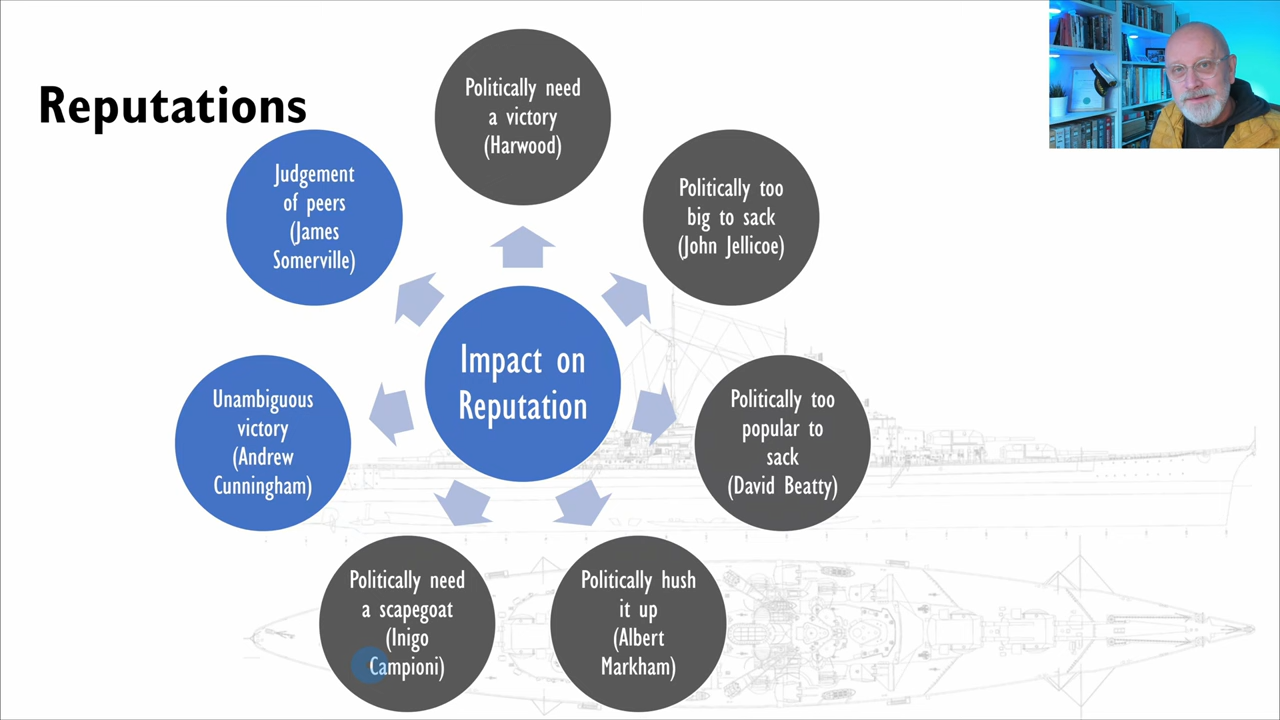 Reputations
Politically need
a victory
(Harwood)
Politically too
big to sack
(John Jellicoe)
Politically too
popular to
sack
(David Beatty)
Politically hush
it up
(Albert
Markham)
Politically need
a scapegoat
(Inigo
Campioni)
Unambiguous
victory
(Andrew
Cunningham)
Judgement
of peers
(James
Somerville)
Impact on
Reputation